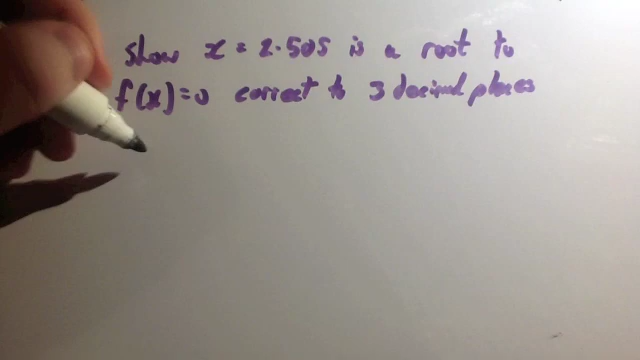 show x = 2.505 is a root to
f(x)=0 correct to 3 decimal places